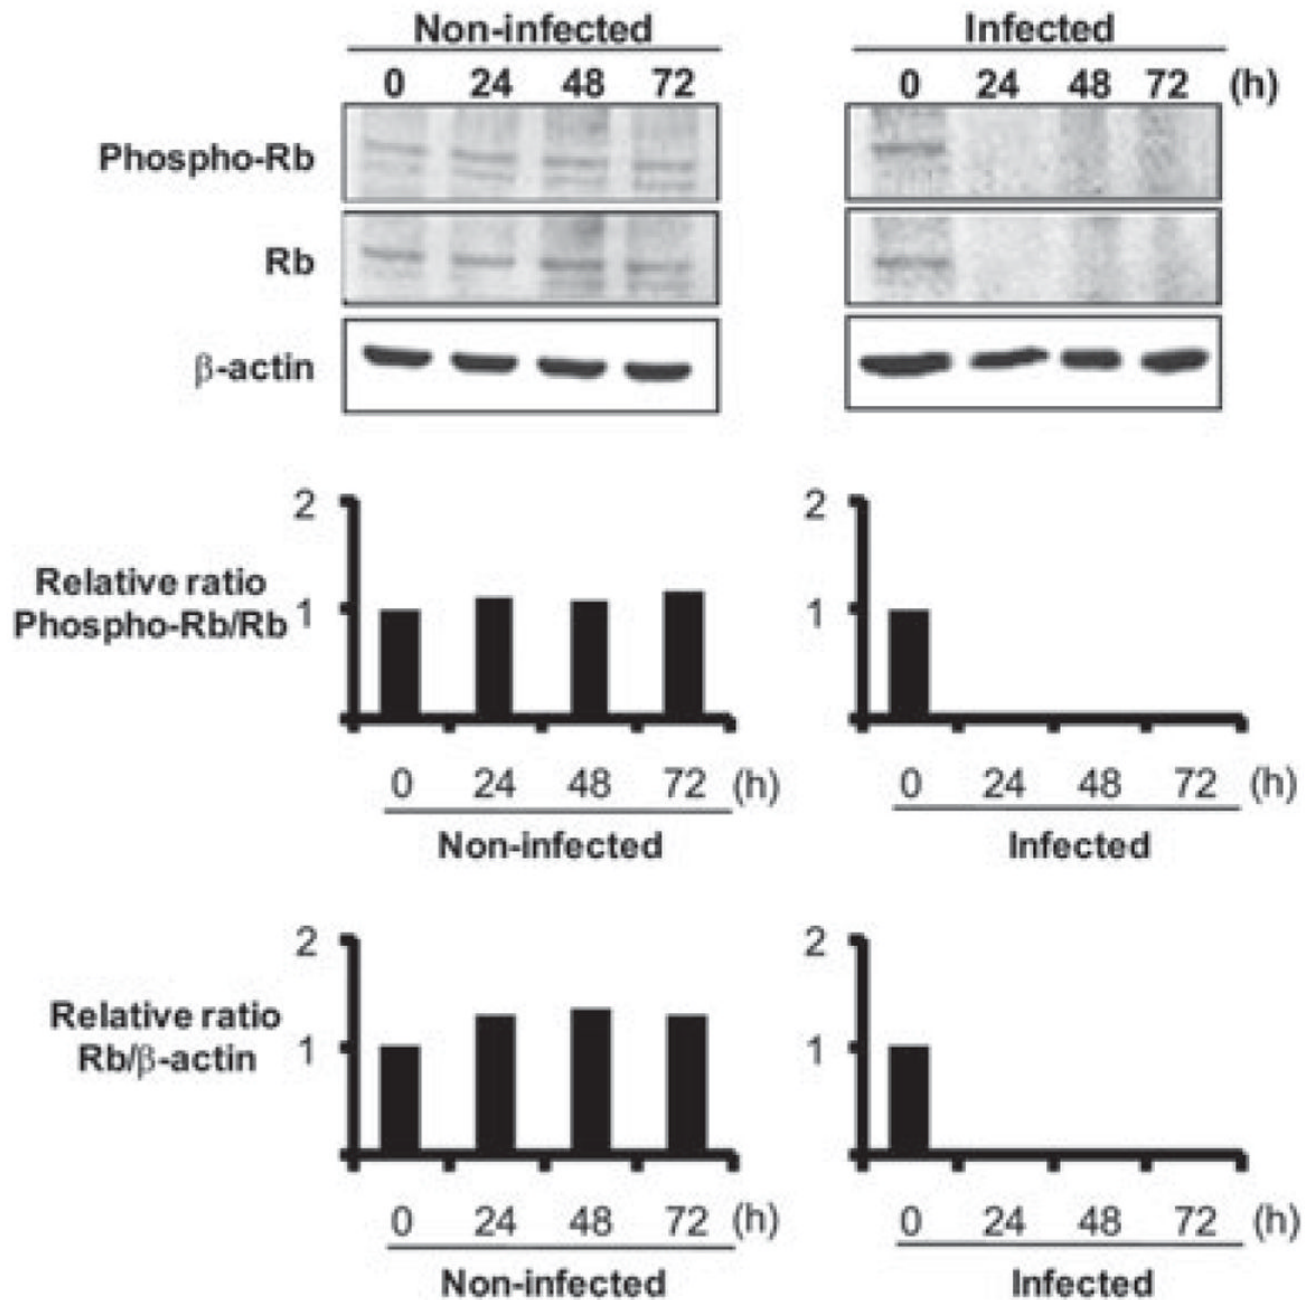 Non-infected Infected
0 24 48 72 0 24 48 72 (h)
Phospho-Rb
Rb
β-actin
2 2
Relative ratio
Phospho-Rb/Rb 1 1
0 24 48 72 (h) 0 24 48 72 (h)
Non-infected Infected
2 2
Relative ratio
Rb/β-actin 1 1
0 24 48 72 (h) 0 24 48 72 (h)
Non-infected Infected